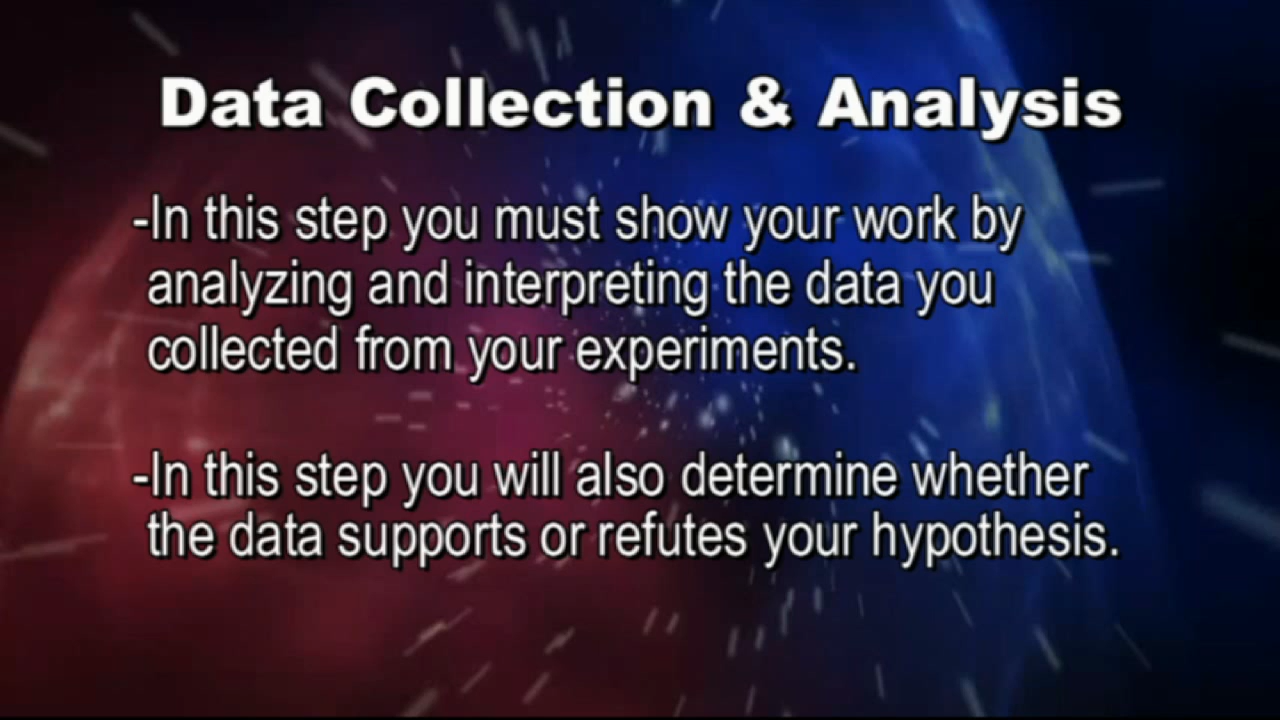 Data Collection & Analysis
-In this step you must show your work by
analyzing and interpreting the data you
collected from your experiments.
-In this step you will also determine whether
the data supports or refutes your hypothesis.